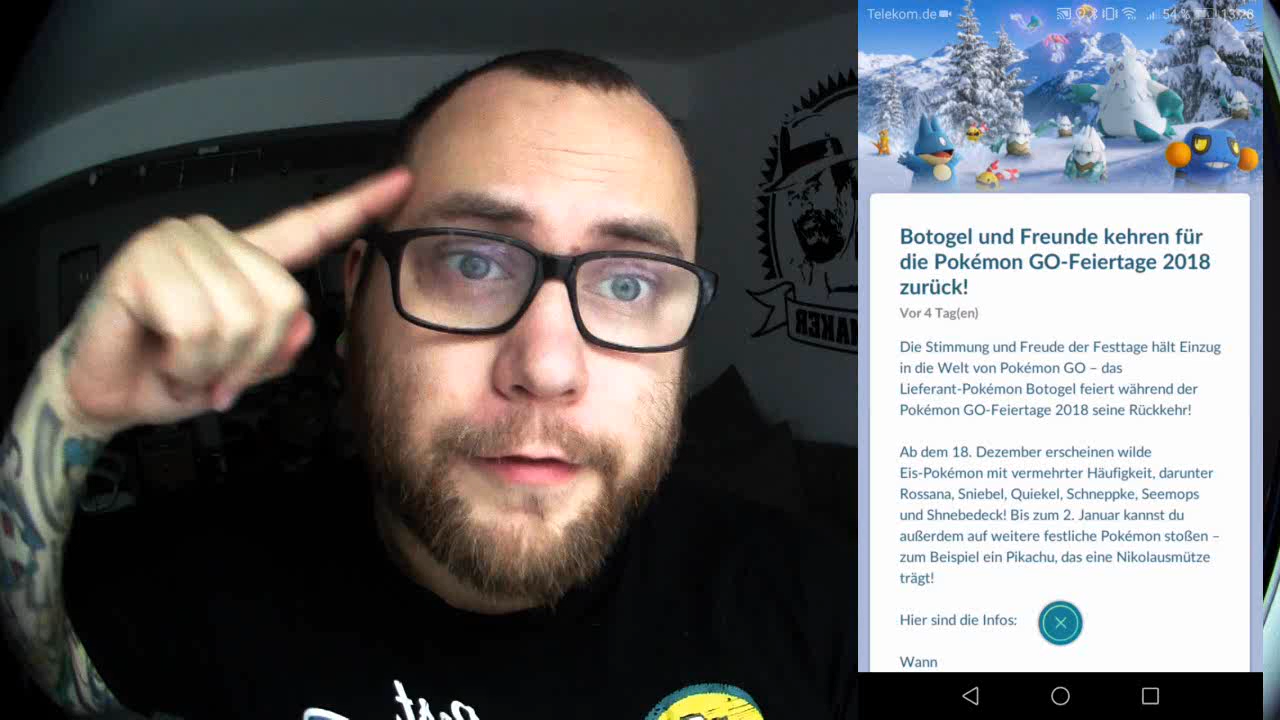 Telekom.de
54 %
13:28
Botogel und Freunde kehren für
die Pokémon GO-Feiertage 2018
zurück!
Vor 4 Tag(en)
Die Stimmung und Freude der Festtage hält Einzug
in die Welt von Pokémon GO – das
Lieferant-Pokémon Botogel feiert während der
Pokémon GO-Feiertage 2018 seine Rückkehr!
Ab dem 18. Dezember erscheinen wilde
Eis-Pokémon mit vermehrter Häufigkeit, darunter
Rossana, Sniebel, Quiekel, Schneppke, Seemops
und Shnebedeck! Bis zum 2. Januar kannst du
außerdem auf weitere festliche Pokémon stoßen –
zum Beispiel ein Pikachu, das eine Nikolausmütze
trägt!
Hier sind die Infos:
Wann